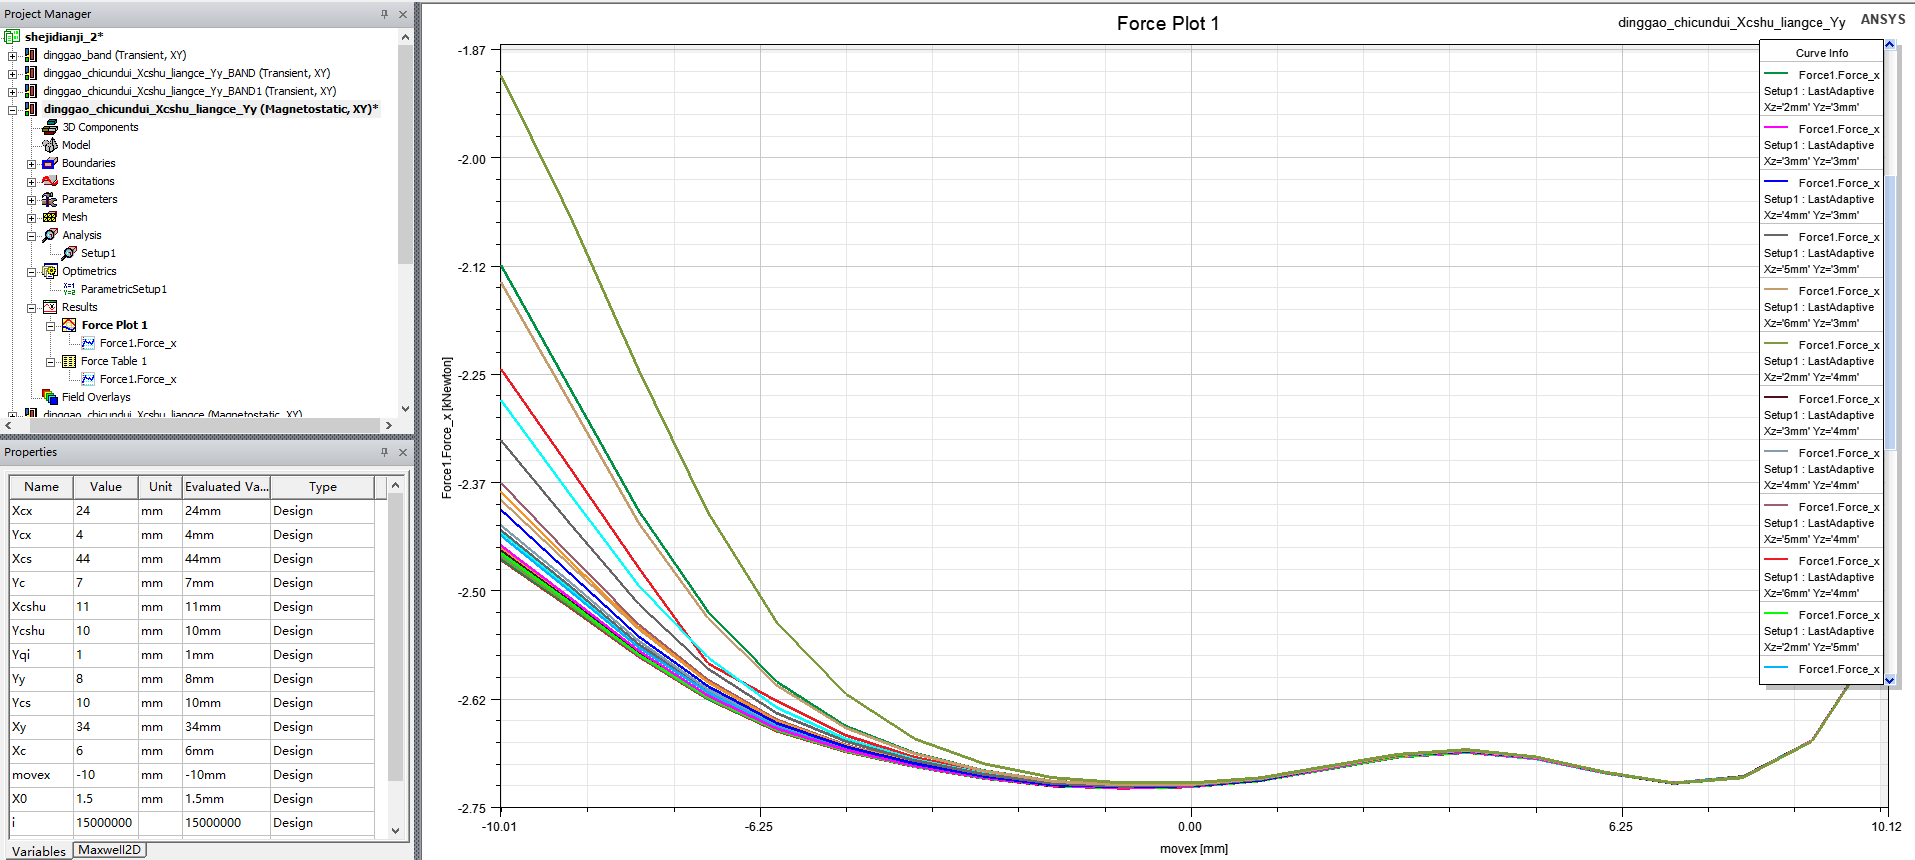 Project Manager
shejidianji_2*
dinggao_band (Transient, XY)
dinggao_chicundui_Xcshu_liangce_Yy_BAND (Transient, XY)
dinggao_chicundui_Xcshu_liangce_Yy_BAND1 (Transient, XY)
dinggao_chicundui_Xcshu_liangce_Yy (Magnetostatic, XY)*
3D Components
Model
Boundaries
Excitations
Parameters
Mesh
Analysis
Setup1
Optimetrics
ParametricSetup1
Results
Force Plot 1
Force1.Force_x
Force Table 1
Force1.Force_x
Field Overlays
dinggao_chicundui_Xcshu_liangce (Magnetostatic, XY)
Properties
Name Value Unit Evaluated Va... Type
Xcx 24 mm 24mm Design
Ycx 4 mm 4mm Design
Xcs 44 mm 44mm Design
Yc 7 mm 7mm Design
Xcshu 11 mm 11mm Design
Ycshu 10 mm 10mm Design
Yqi 1 mm 1mm Design
Yy 8 mm 8mm Design
Ycs 10 mm 10mm Design
Xy 34 mm 34mm Design
Xc 6 mm 6mm Design
movex -10 mm -10mm Design
X0 1.5 mm 1.5mm Design
i 15000000 15000000 Design
Variables Maxwell2D
Force Plot 1
dinggao_chicundui_Xcshu_liangce_Yy
ANSYS
Force1.Force_x [kNewton]
-1.87
-2.00
-2.12
-2.25
-2.37
-2.50
-2.62
-2.75
-10.01 -6.25 0.00 6.25 10.12
movex [mm]
Curve Info
Force1.Force_x
Setup1 : LastAdaptive
Xz='2mm' Yz='3mm'
Force1.Force_x
Setup1 : LastAdaptive
Xz='3mm' Yz='3mm'
Force1.Force_x
Setup1 : LastAdaptive
Xz='4mm' Yz='3mm'
Force1.Force_x
Setup1 : LastAdaptive
Xz='5mm' Yz='3mm'
Force1.Force_x
Setup1 : LastAdaptive
Xz='6mm' Yz='3mm'
Force1.Force_x
Setup1 : LastAdaptive
Xz='2mm' Yz='4mm'
Force1.Force_x
Setup1 : LastAdaptive
Xz='3mm' Yz='4mm'
Force1.Force_x
Setup1 : LastAdaptive
Xz='4mm' Yz='4mm'
Force1.Force_x
Setup1 : LastAdaptive
Xz='5mm' Yz='4mm'
Force1.Force_x
Setup1 : LastAdaptive
Xz='6mm' Yz='4mm'
Force1.Force_x
Setup1 : LastAdaptive
Xz='2mm' Yz='5mm'
Force1.Force_x